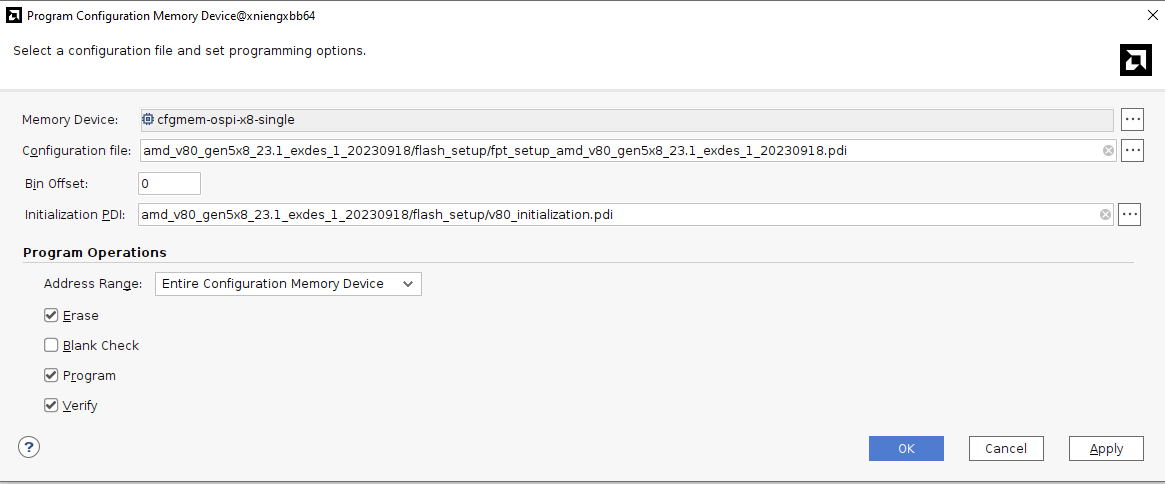 Program Configuration Memory Device@xniengxbb64
Select a configuration file and set programming options.
Memory Device: cfgmem-ospi-x8-single
Configuration file: amd_v80_gen5x8_23.1_exdes_1_20230918/flash_setup/fpt_setup_amd_v80_gen5x8_23.1_exdes_1_20230918.pdi
Bin Offset: 0
Initialization PDI: amd_v80_gen5x8_23.1_exdes_1_20230918/flash_setup/v80_initialization.pdi
Program Operations
Address Range: Entire Configuration Memory Device
Erase
Blank Check
Program
Verify
? OK Cancel Apply